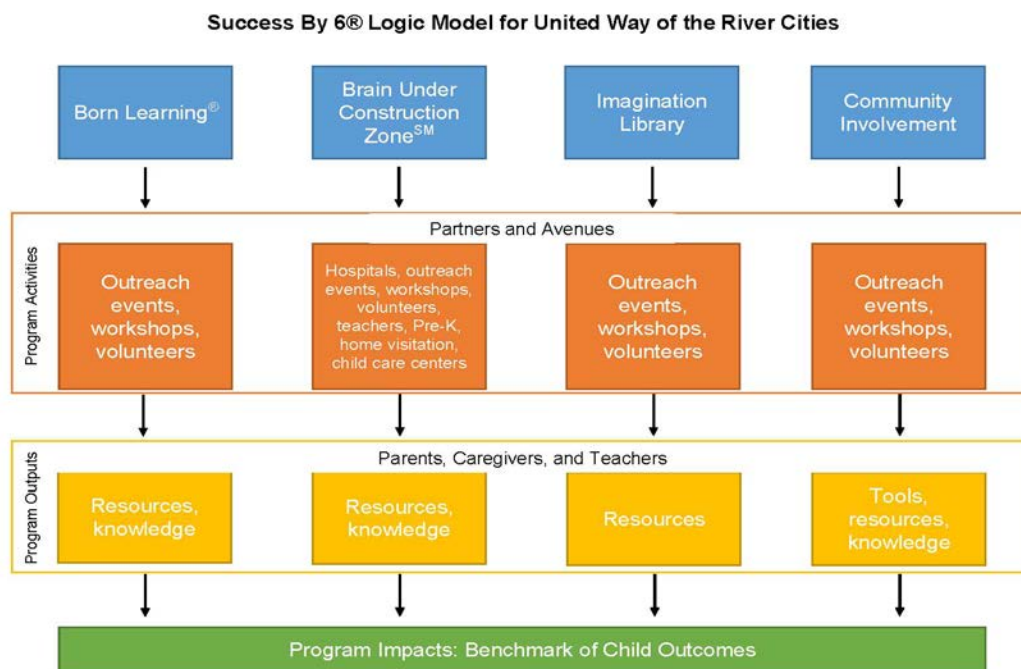 Success By 6® Logic Model for United Way of the River Cities
Born Learning®
Brain Under
Construction
Zone℠
Imagination
Library
Community
Involvement
Program Activities
Partners and Avenues
Outreach
events,
workshops,
volunteers
Hospitals, outreach
events, workshops,
volunteers,
teachers, Pre-K,
home visitation,
child care centers
Outreach
events,
workshops,
volunteers
Outreach
events,
workshops,
volunteers
Program Outputs
Parents, Caregivers, and Teachers
Resources,
knowledge
Resources,
knowledge
Resources
Tools,
resources,
knowledge
Program Impacts: Benchmark of Child Outcomes